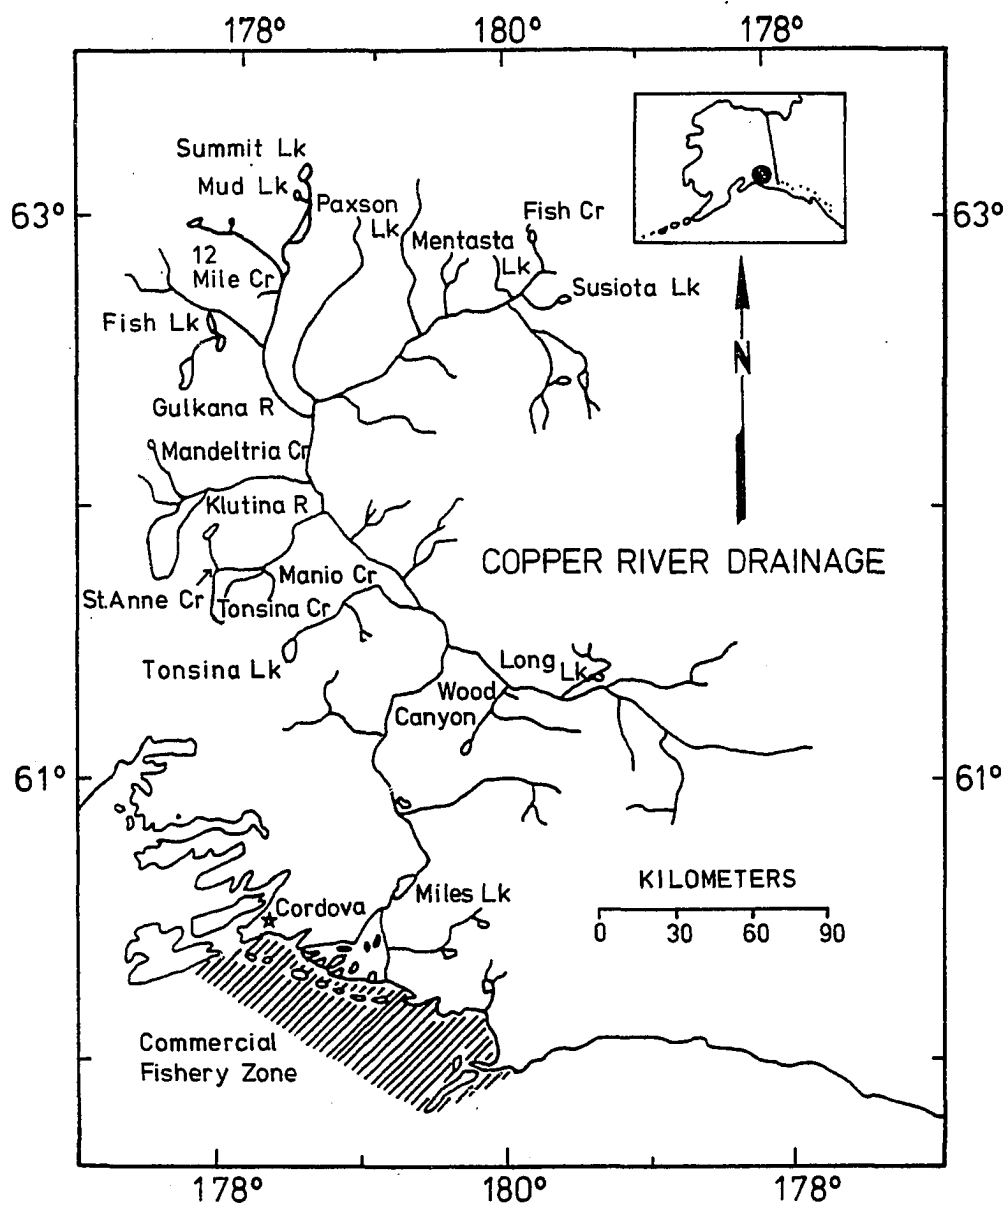 178° 180° 178°
Summit Lk
Mud Lk
Paxson
Lk
Fish Cr
63° 63°
Mentasta
Lk
12
Mile Cr
Susiota Lk
Fish Lk
N
Gulkana R
Mandeltria Cr
Klutina R
COPPER RIVER DRAINAGE
Manio Cr
St.Anne Cr
Tonsina Cr
Long
Lk
Tonsina Lk
Wood
Canyon
61° 61°
KILOMETERS
Miles Lk
Cordova
0 30 60 90
Commercial
Fishery Zone
178° 180° 178°